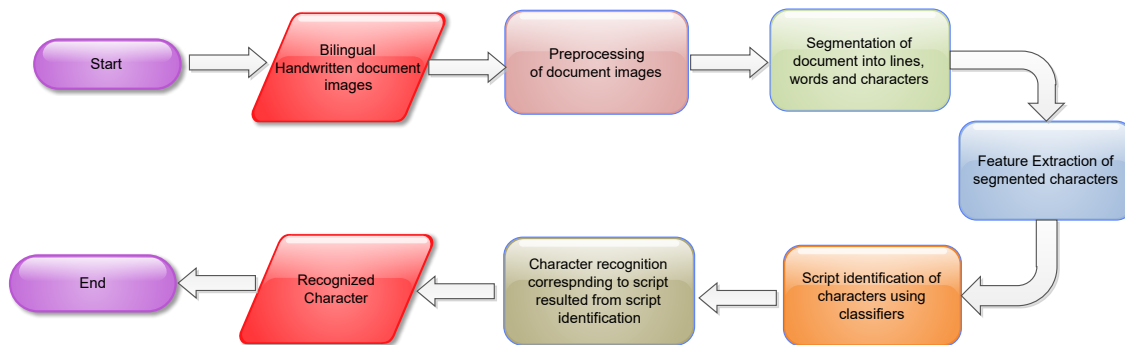 Start
Bilingual
Handwritten document
images
Preprocessing
of document images
Segmentation of
document into lines,
words and characters
Feature Extraction of
segmented characters
Script identification of
characters using
classifiers
Character recognition
correspnding to script
resulted from script
identification
Recognized
Character
End